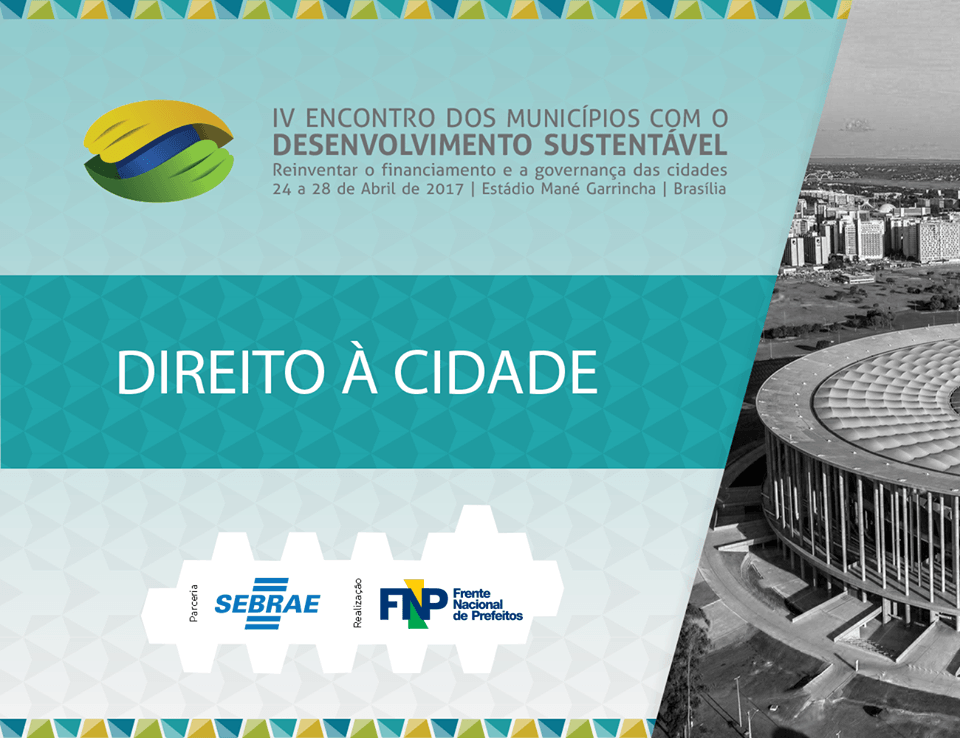 IV ENCONTRO DOS MUNICÍPIOS COM O
DESENVOLVIMENTO SUSTENTÁVEL
Reinventar o financiamento e a governança das cidades
24 a 28 de Abril de 2017 | Estádio Mané Garrincha | Brasília
DIREITO À CIDADE
Parceria
SEBRAE
Realização
FNP
Frente
Nacional
de Prefeitos